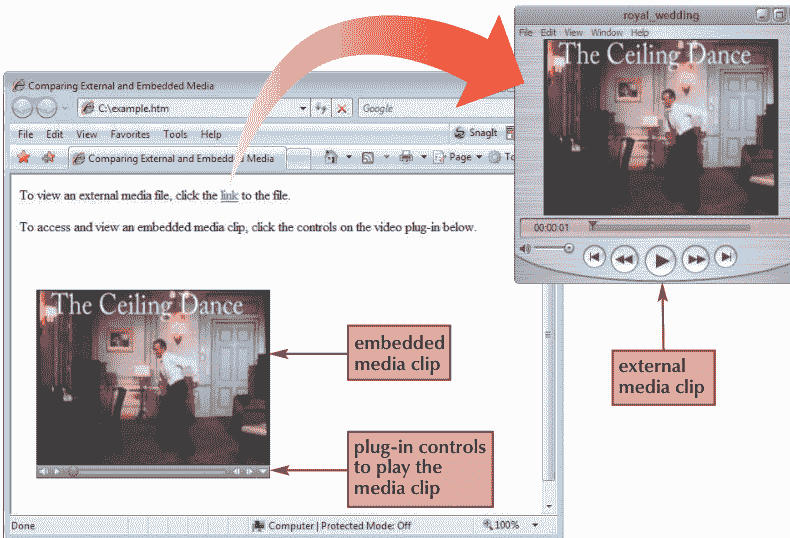 royal_wedding
File Edit View Window Help
The Ceiling Dance
00:00:01
Comparing External and Embedded Media
C:\example.htm
Google
File Edit View Favorites Tools Help
SnagIt
Comparing External and Embedded Media
Page
To
To view an external media file, click the link to the file.
To access and view an embedded media clip, click the controls on the video plug-in below.
The Ceiling Dance
embedded
media clip
external
media clip
plug-in controls
to play the
media clip
Done
Computer | Protected Mode: Off
100%